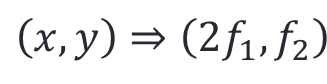 (x, y) ⇒ (2f₁, f₂)